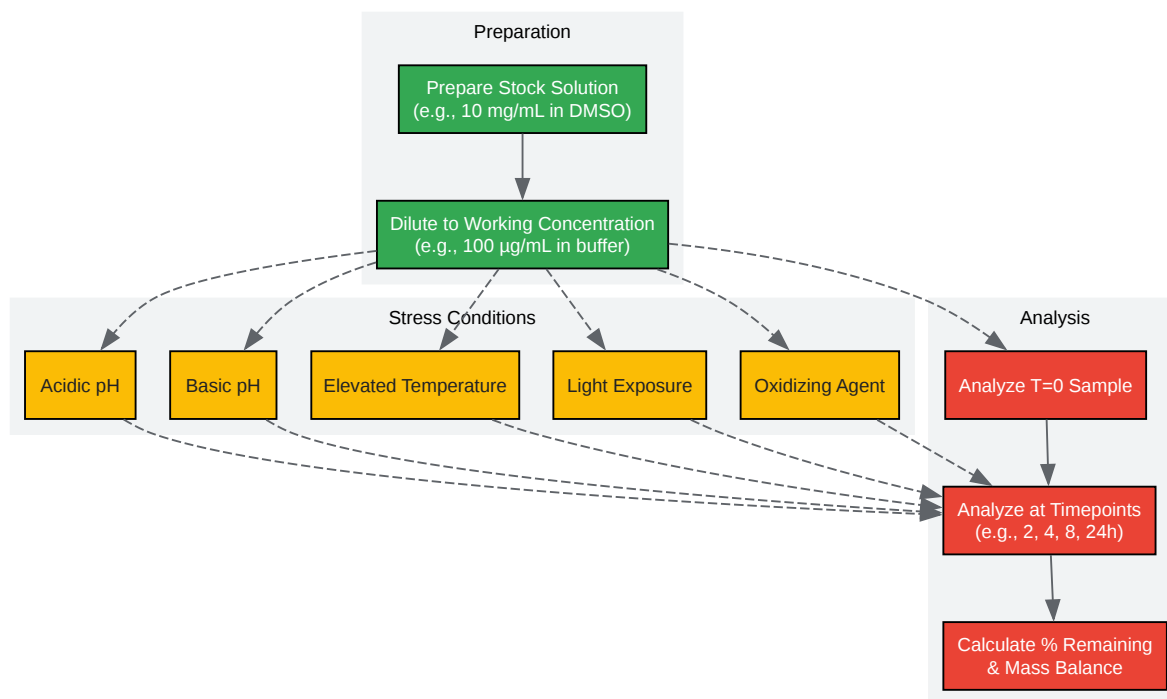 Preparation
Prepare Stock Solution
(e.g., 10 mg/mL in DMSO)
Dilute to Working Concentration
(e.g., 100 µg/mL in buffer)
Stress Conditions
Analysis
Acidic pH
Basic pH
Elevated Temperature
Light Exposure
Oxidizing Agent
Analyze T=0 Sample
Analyze at Timepoints
(e.g., 2, 4, 8, 24h)
Calculate % Remaining
& Mass Balance